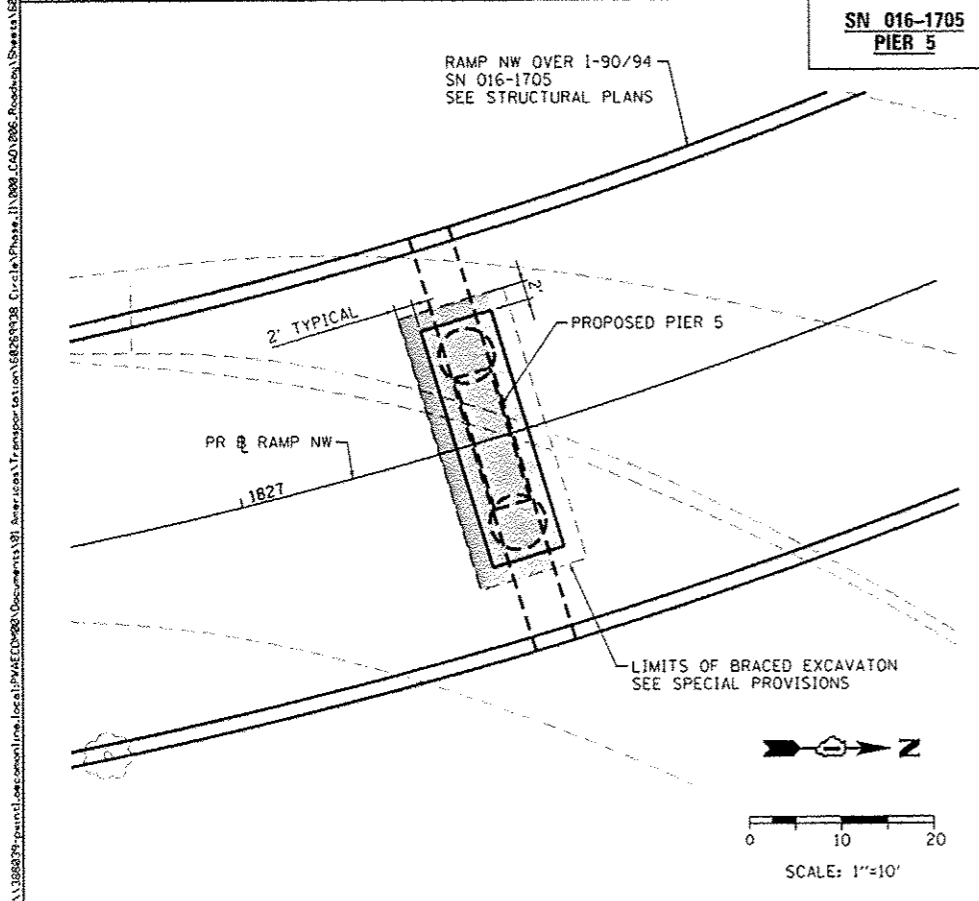 SN 016-1705
PIER 5
RAMP NW OVER I-90/94
SN 016-1705
SEE STRUCTURAL PLANS
2' TYPICAL
2'
PROPOSED PIER 5
PR ⅊ RAMP NW
1827
LIMITS OF BRACED EXCAVATON
SEE SPECIAL PROVISIONS
Z
0 10 20
SCALE: 1"=10'